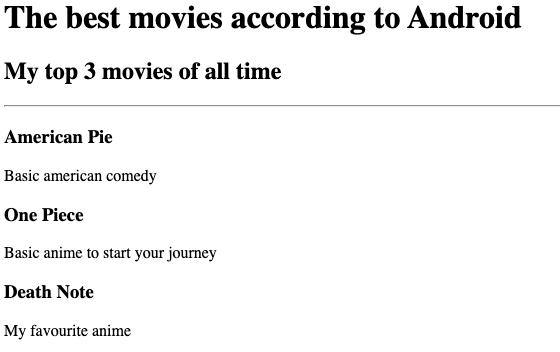 The best movies according to Android
My top 3 movies of all time
American Pie
Basic american comedy
One Piece
Basic anime to start your journey
Death Note
My favourite anime